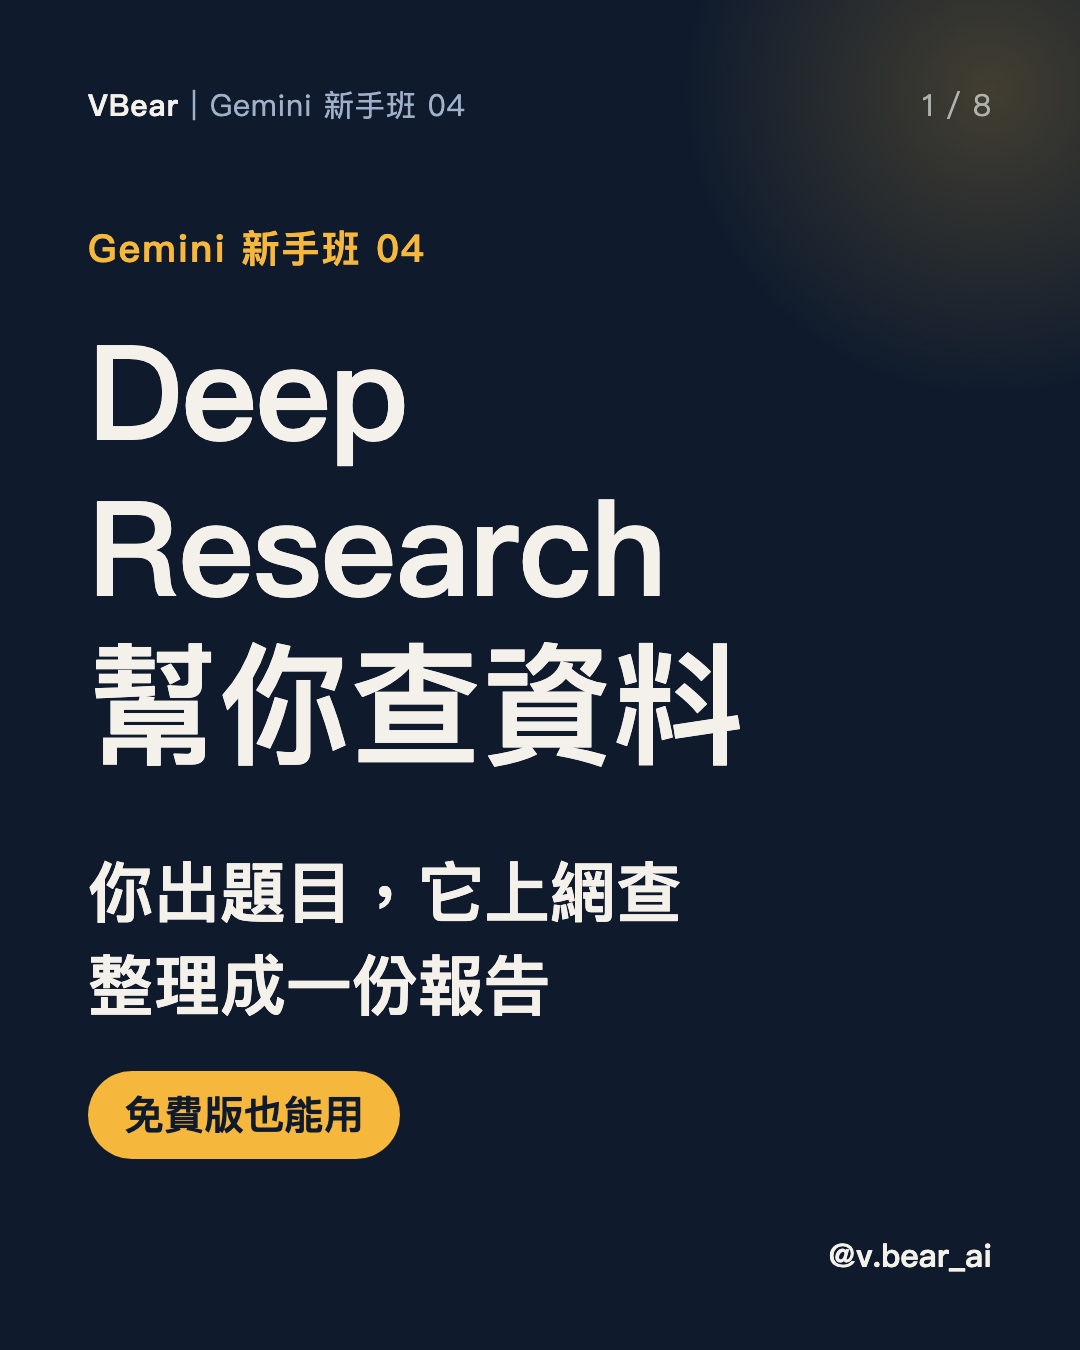 VBear | Gemini 新手班 04
1 / 8
Gemini 新手班 04
Deep
Research
幫你查資料
你出題目，它上網查
整理成一份報告
免費版也能用
@v.bear_ai